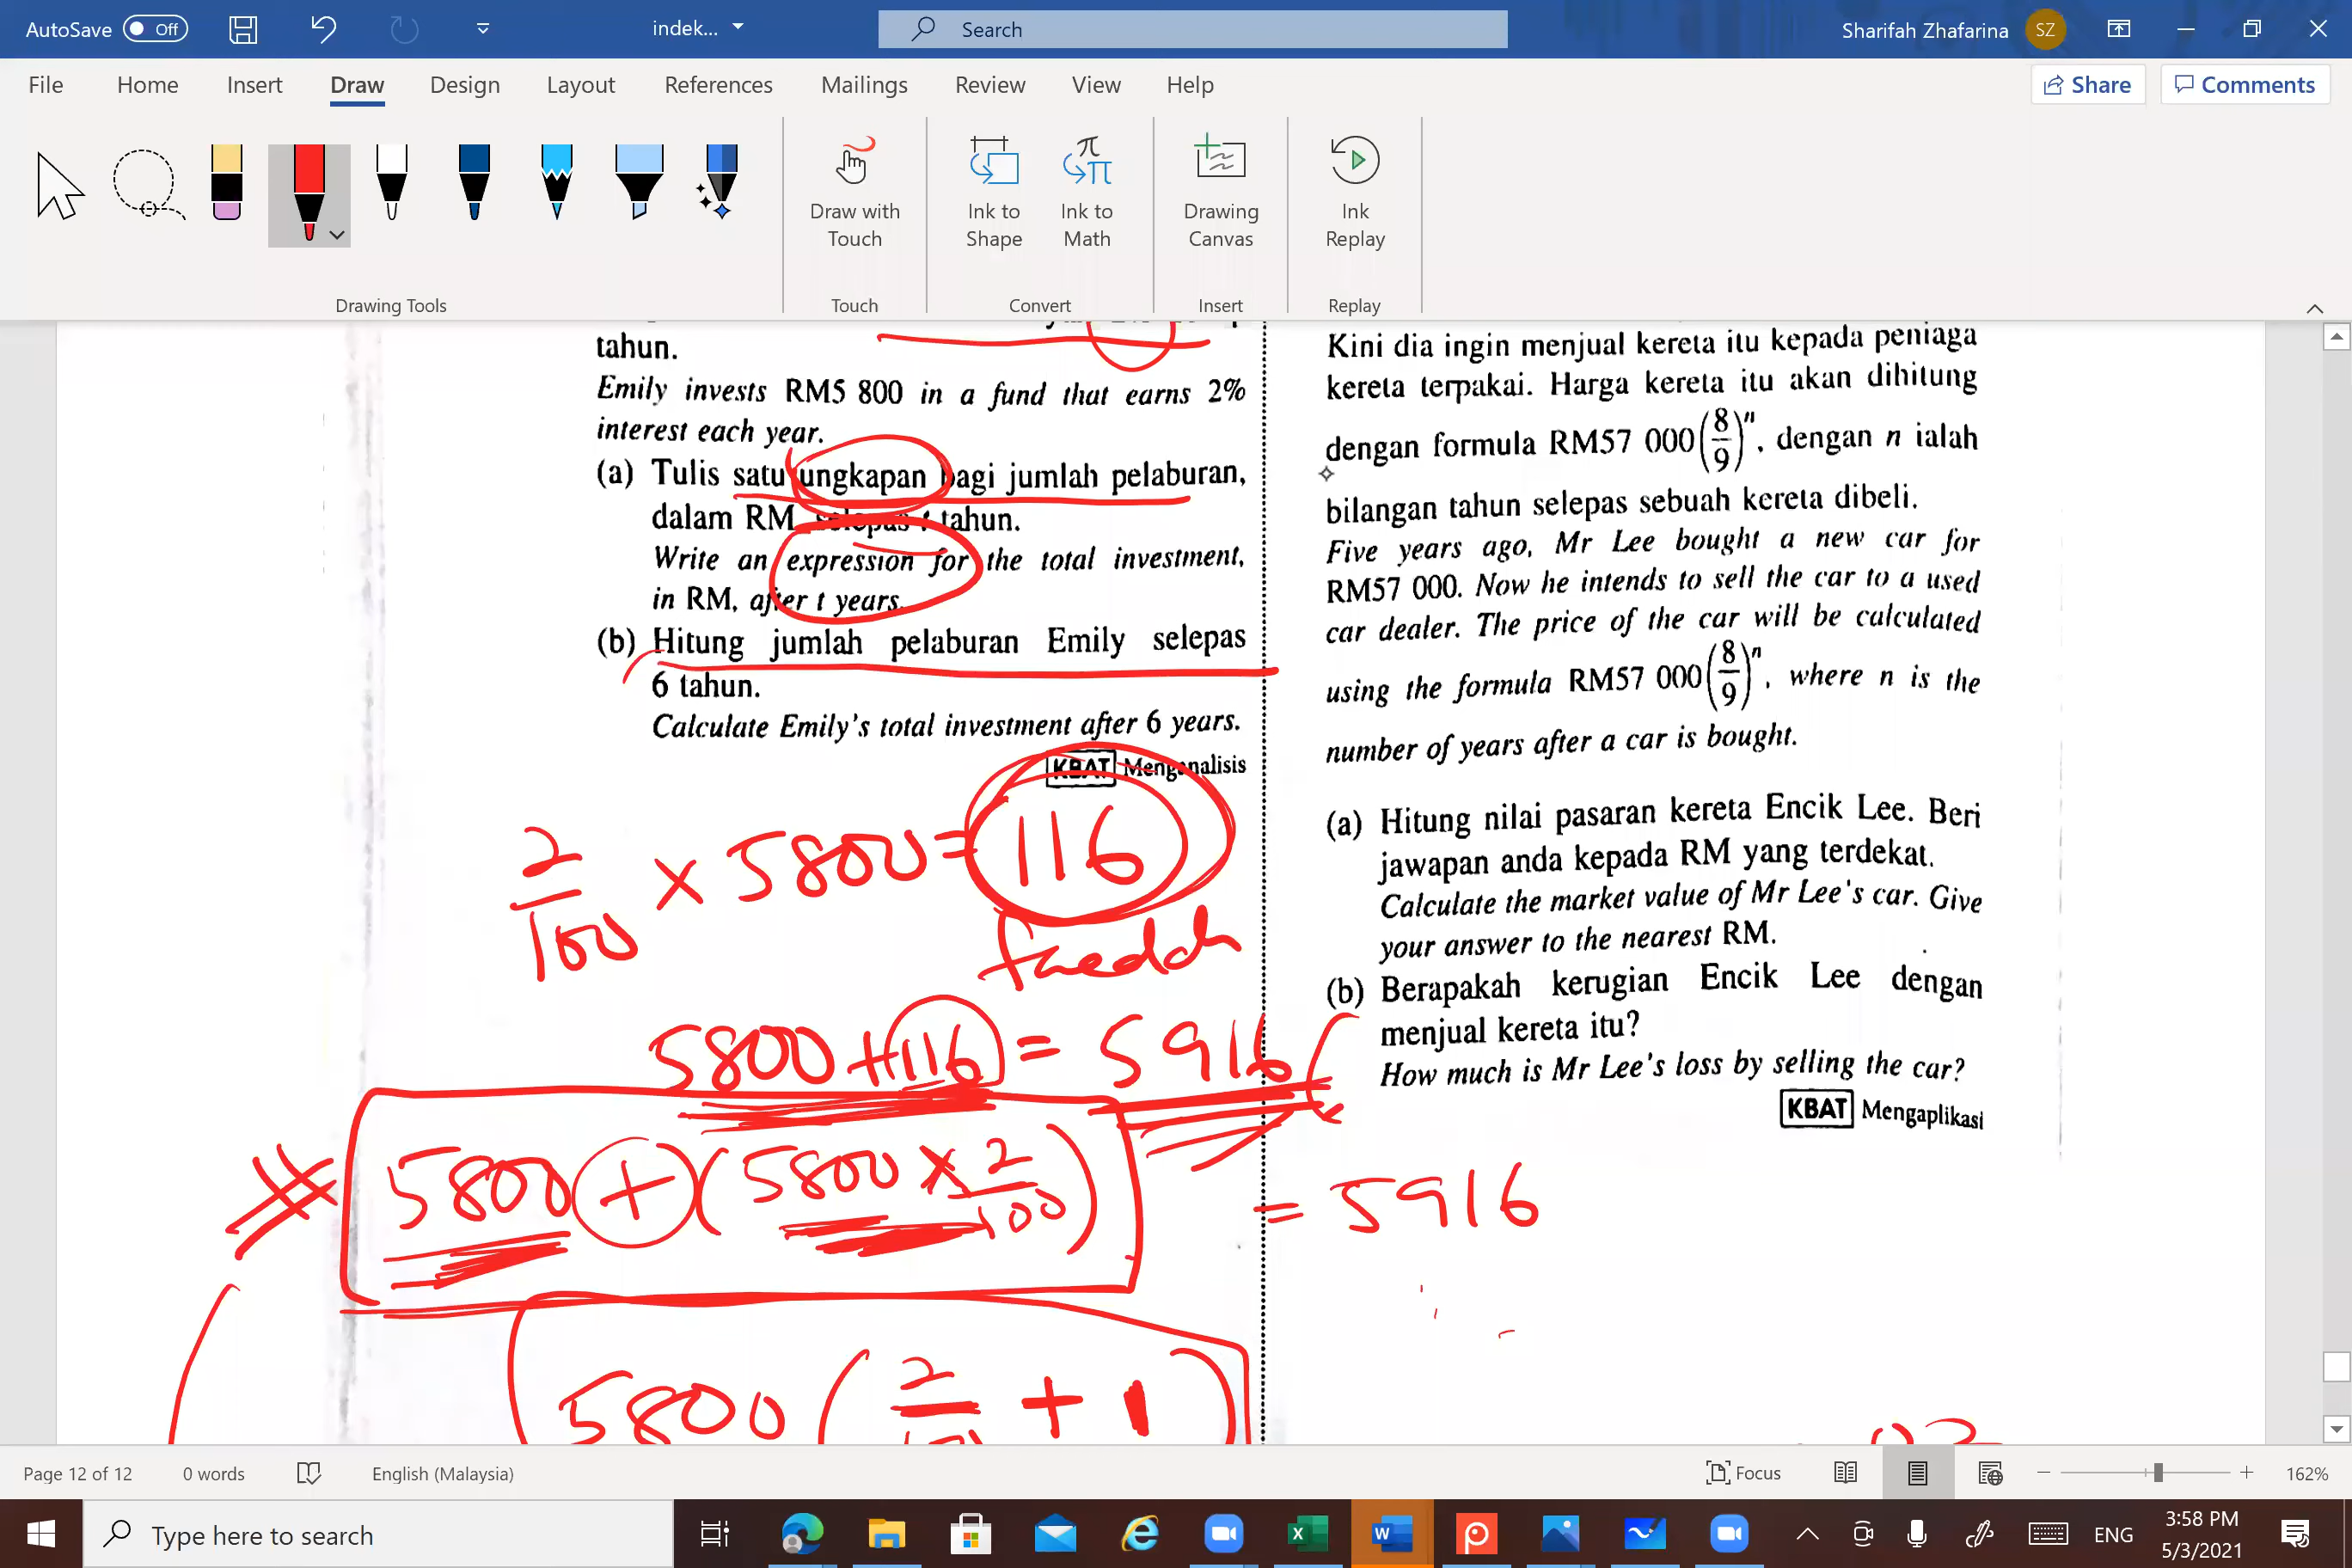 AutoSave Off indek... Search Sharifah Zhafarina SZ
File Home Insert Draw Design Layout References Mailings Review View Help Share Comments
Draw with Touch
Ink to Shape
Ink to Math
Drawing Canvas
Ink Replay
Drawing Tools Touch Convert Insert Replay
tahun.
Emily invests RM5 800 in a fund that earns 2%
interest each year.
(a) Tulis satu ungkapan bagi jumlah pelaburan,
dalam RM, selepas t tahun.
Write an expression for the total investment,
in RM, after t years.
(b) Hitung jumlah pelaburan Emily selepas
6 tahun.
Calculate Emily's total investment after 6 years.
KBAT Menganalisis
2/100 × 5800 = 116
faedah
5800 + 116 = 5916
5800 + (5800 × 2/100) = 5916
5800 ( 2/100 + 1 )
Kini dia ingin menjual kereta itu kepada peniaga
kereta terpakai. Harga kereta itu akan dihitung
dengan formula RM57 000(8/9)ⁿ, dengan n ialah
bilangan tahun selepas sebuah kereta dibeli.
Five years ago, Mr Lee bought a new car for
RM57 000. Now he intends to sell the car to a used
car dealer. The price of the car will be calculated
using the formula RM57 000(8/9)ⁿ, where n is the
number of years after a car is bought.
(a) Hitung nilai pasaran kereta Encik Lee. Beri
jawapan anda kepada RM yang terdekat.
Calculate the market value of Mr Lee's car. Give
your answer to the nearest RM.
(b) Berapakah kerugian Encik Lee dengan
menjual kereta itu?
How much is Mr Lee's loss by selling the car?
KBAT Mengaplikasi
Page 12 of 12 0 words English (Malaysia) Focus 162%
Type here to search ENG 3:58 PM
5/3/2021